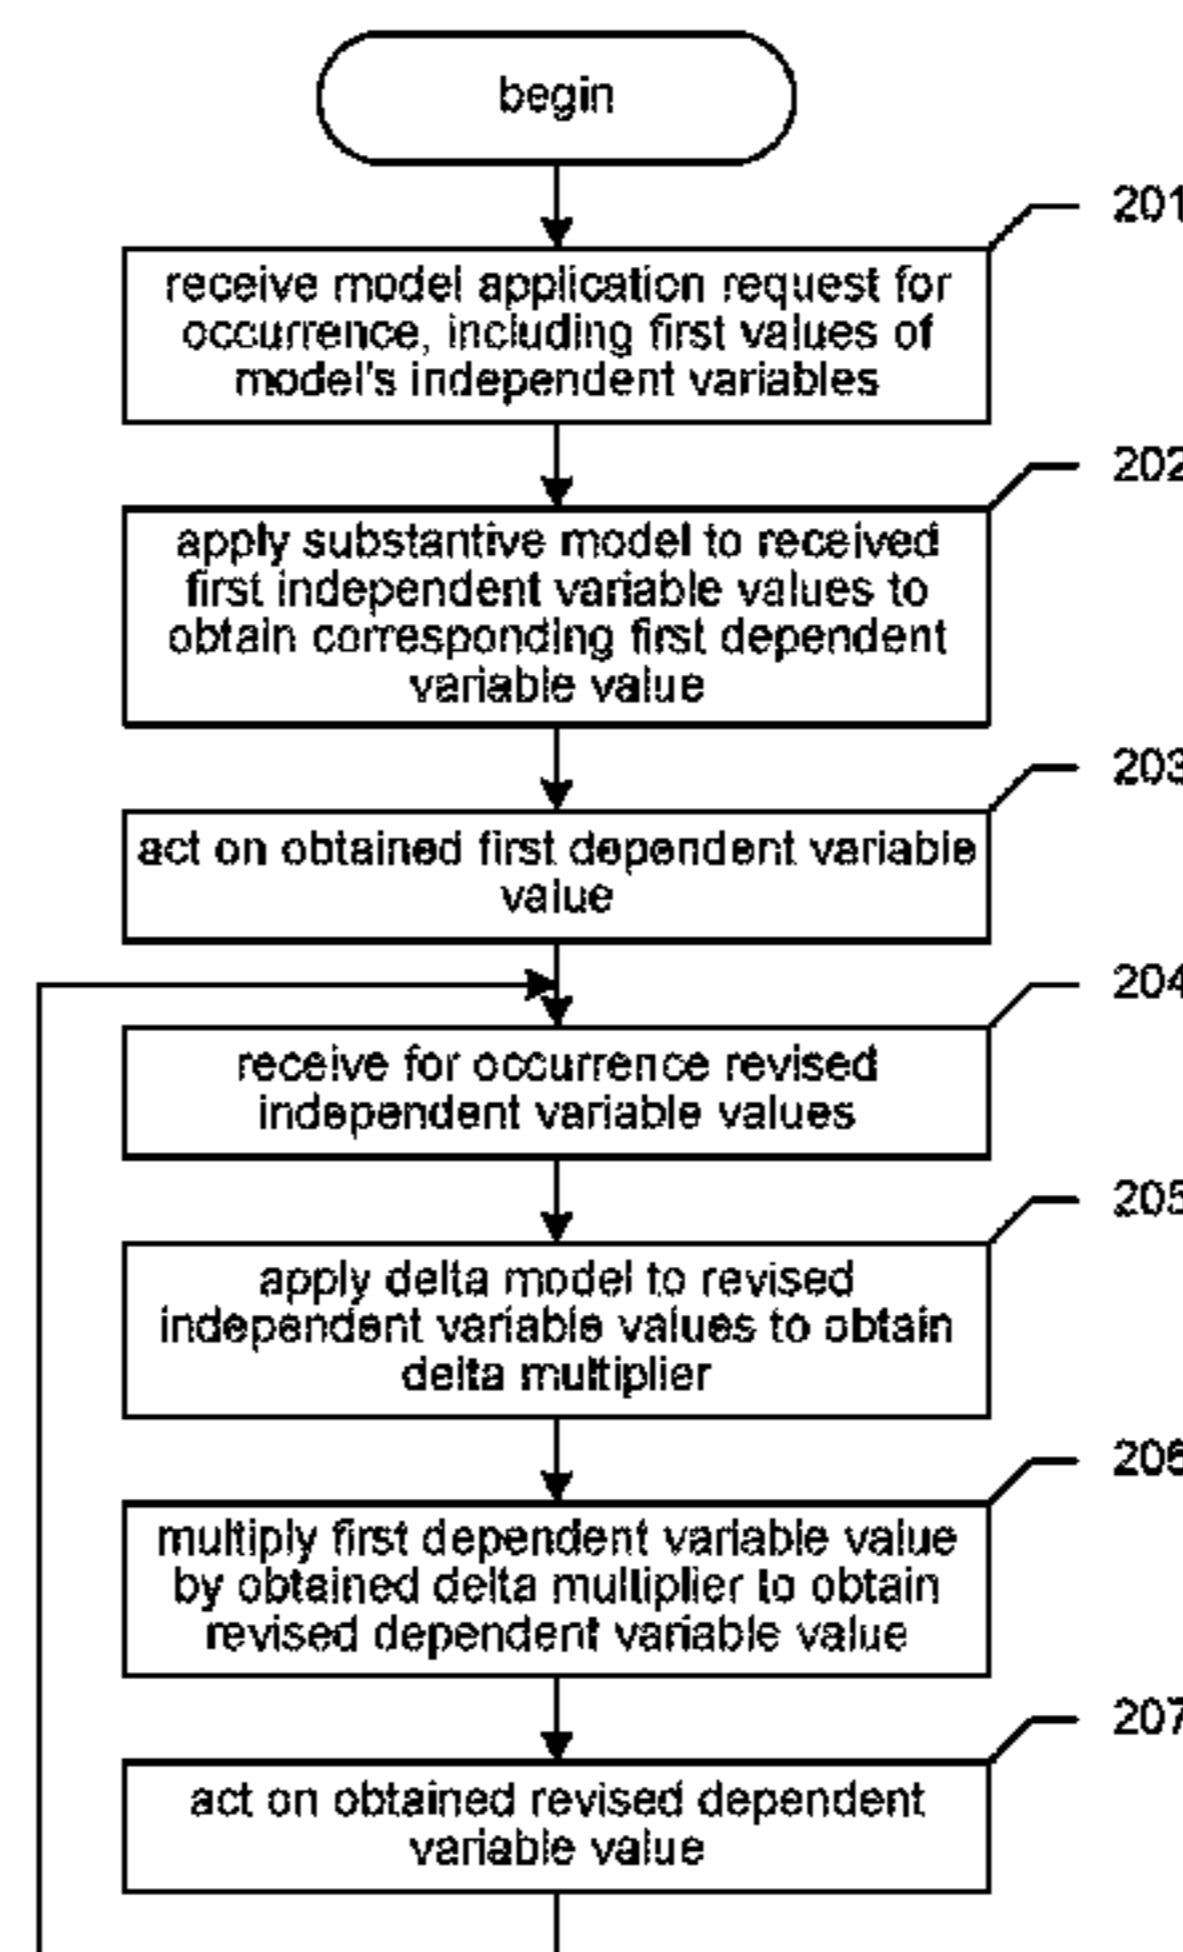 begin
201
receive model application request for
occurrence, including first values of
model's independent variables
202
apply substantive model to received
first independent variable values to
obtain corresponding first dependent
variable value
203
act on obtained first dependent variable
value
204
receive for occurrence revised
independent variable values
205
apply delta model to revised
independent variable values to obtain
delta multiplier
206
multiply first dependent variable value
by obtained delta multiplier to obtain
revised dependent variable value
207
act on obtained revised dependent
variable value